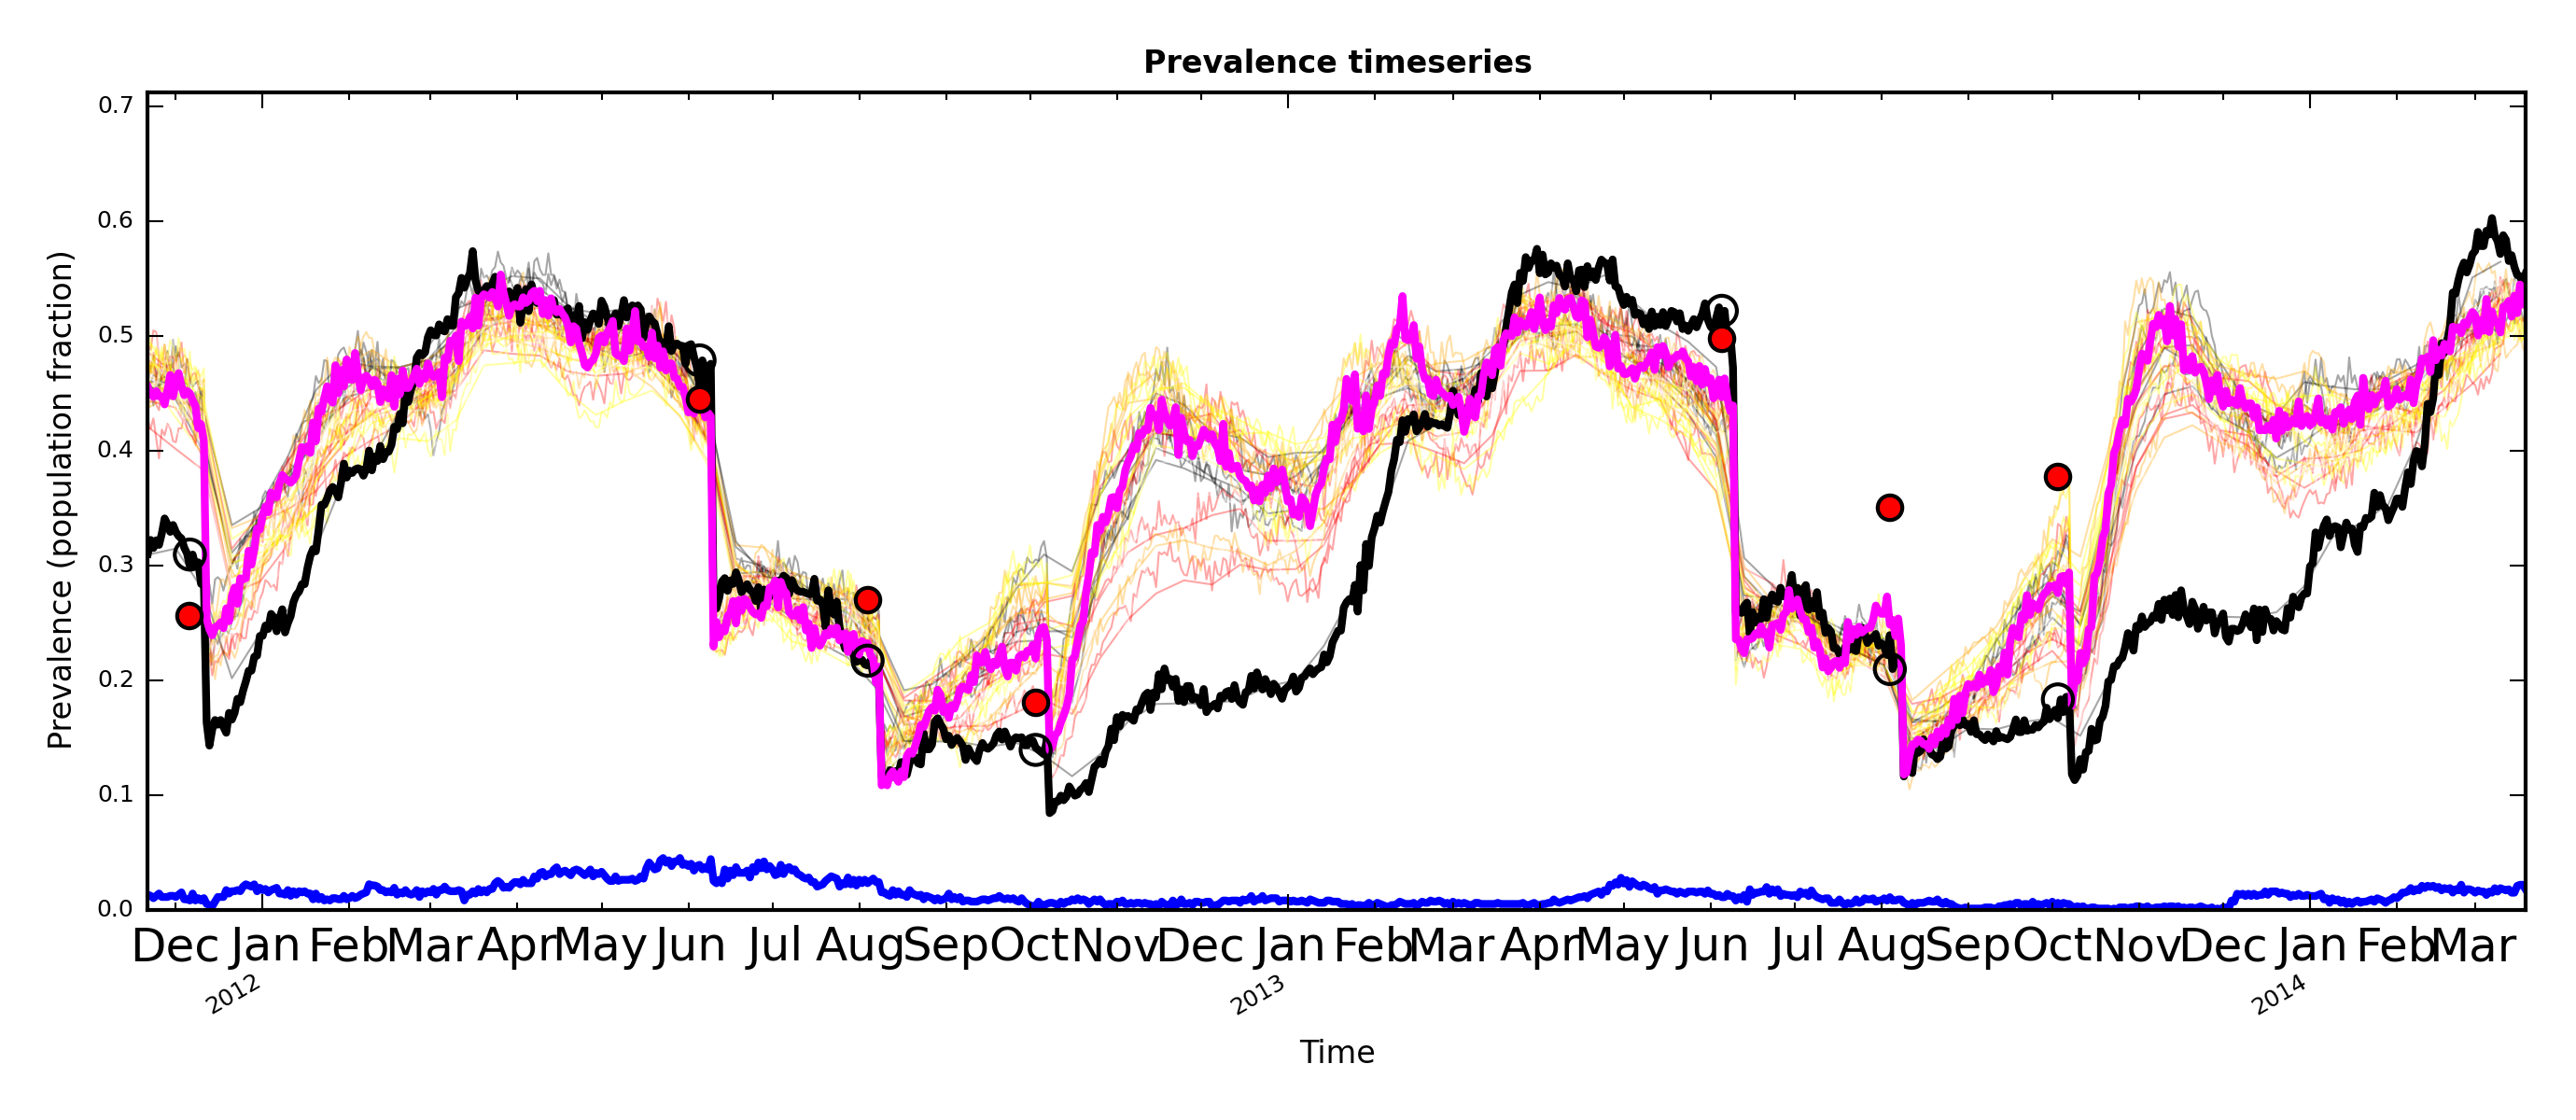 Prevalence timeseries
Prevalence (population fraction)
0.7
0.6
0.5
0.4
0.3
0.2
0.1
0.0
Dec Jan Feb Mar Apr May Jun Jul Aug Sep Oct Nov Dec Jan Feb Mar Apr May Jun Jul Aug Sep Oct Nov Dec Jan Feb Mar
2012 2013 2014
Time